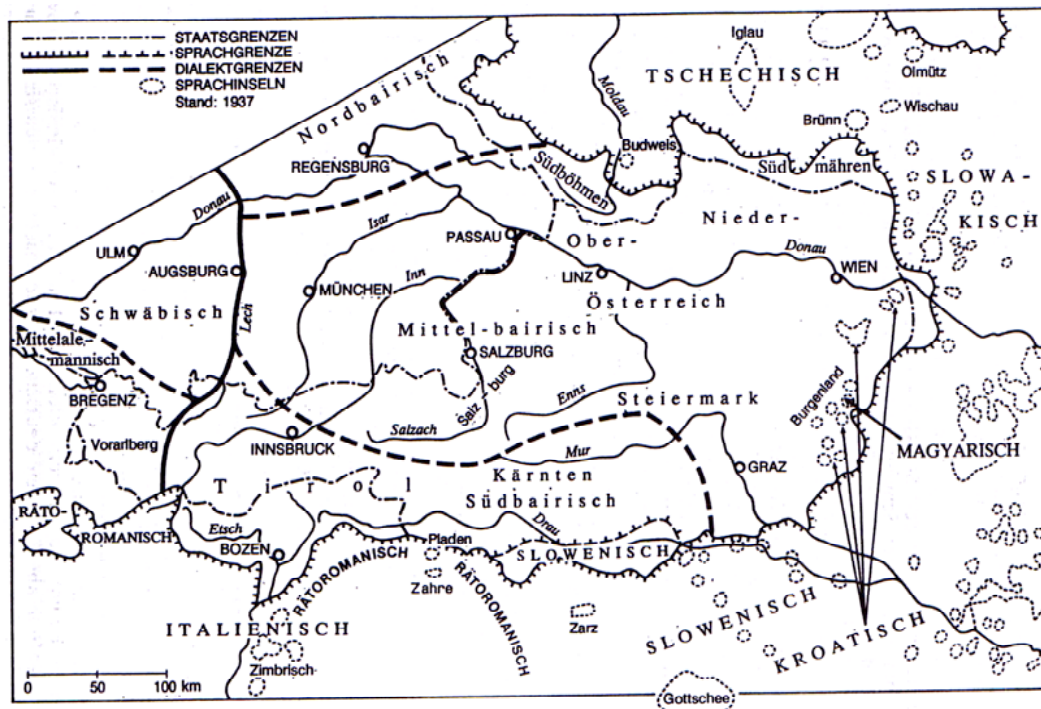 STAATSGRENZEN
SPRACHGRENZE
DIALEKTGRENZEN
SPRACHINSELN
Stand: 1937
Iglau
Olmütz
TSCHECHISCH
Moldau
Wischau
Brünn
Nordbairisch
REGENSBURG
Budweis
Südböhmen
Süd mähren
SLOWA-
KISCH
Donau
Isar
Nieder-
ULM
PASSAU
Ober-
Donau
AUGSBURG
Inn
LINZ
WIEN
MÜNCHEN
Österreich
Schwäbisch
Lech
Mittel-bairisch
Mittelale-
mannisch
SALZBURG
BREGENZ
Salz burg
Enns
Steiermark
Burgenland
Vorarlberg
INNSBRUCK
Salzach
Mur
MAGYARISCH
GRAZ
Tirol
Kärnten
Südbairisch
RÄTO-
ROMANISCH
Etsch
Drau
BOZEN
Pladen
SLOWENISCH
RÄTOROMANISCH
Zahre
RÄTOROMANISCH
ITALIENISCH
Zarz
SLOWENISCH
KROATISCH
Zimbrisch
0 50 100 km
Gottschee